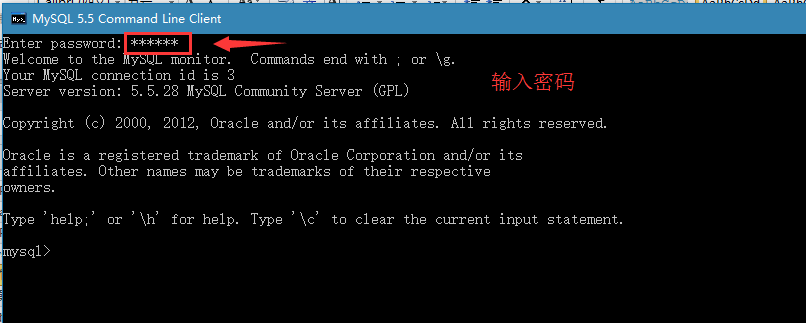 MySQL 5.5 Command Line Client
Enter password: ******
Welcome to the MySQL monitor.  Commands end with ; or \g.
Your MySQL connection id is 3
输入密码
Server version: 5.5.28 MySQL Community Server (GPL)
Copyright (c) 2000, 2012, Oracle and/or its affiliates. All rights reserved.
Oracle is a registered trademark of Oracle Corporation and/or its
affiliates. Other names may be trademarks of their respective
owners.
Type 'help;' or '\h' for help. Type '\c' to clear the current input statement.
mysql>